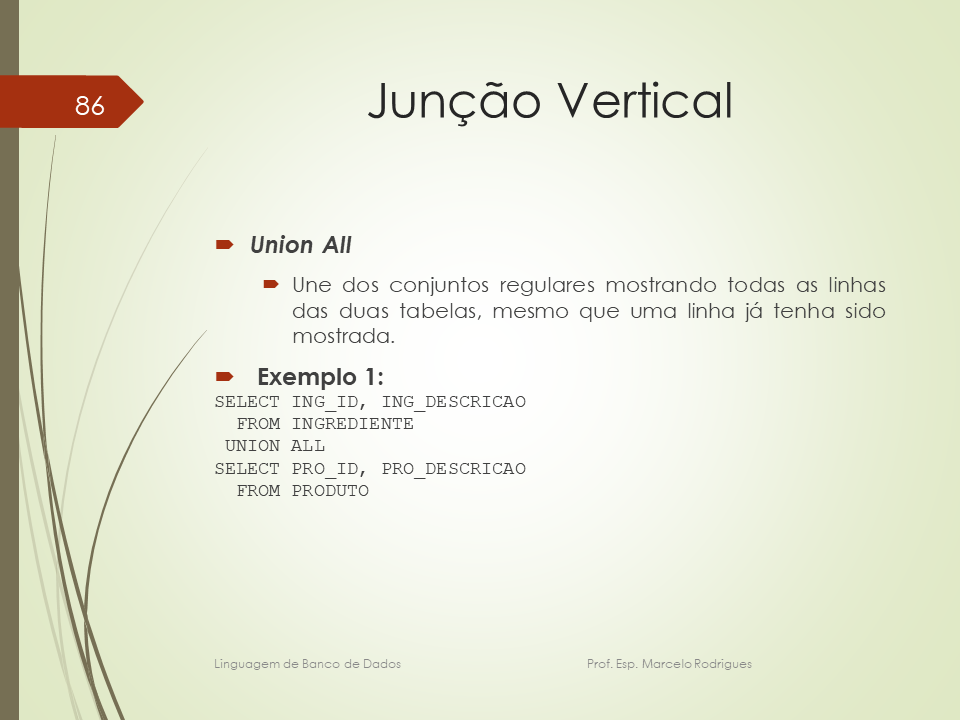 86
Junção Vertical
Union All
Une dos conjuntos regulares mostrando todas as linhas
das duas tabelas, mesmo que uma linha já tenha sido
mostrada.
Exemplo 1:
SELECT ING_ID, ING_DESCRICAO
FROM INGREDIENTE
UNION ALL
SELECT PRO_ID, PRO_DESCRICAO
FROM PRODUTO
Linguagem de Banco de Dados Prof. Esp. Marcelo Rodrigues